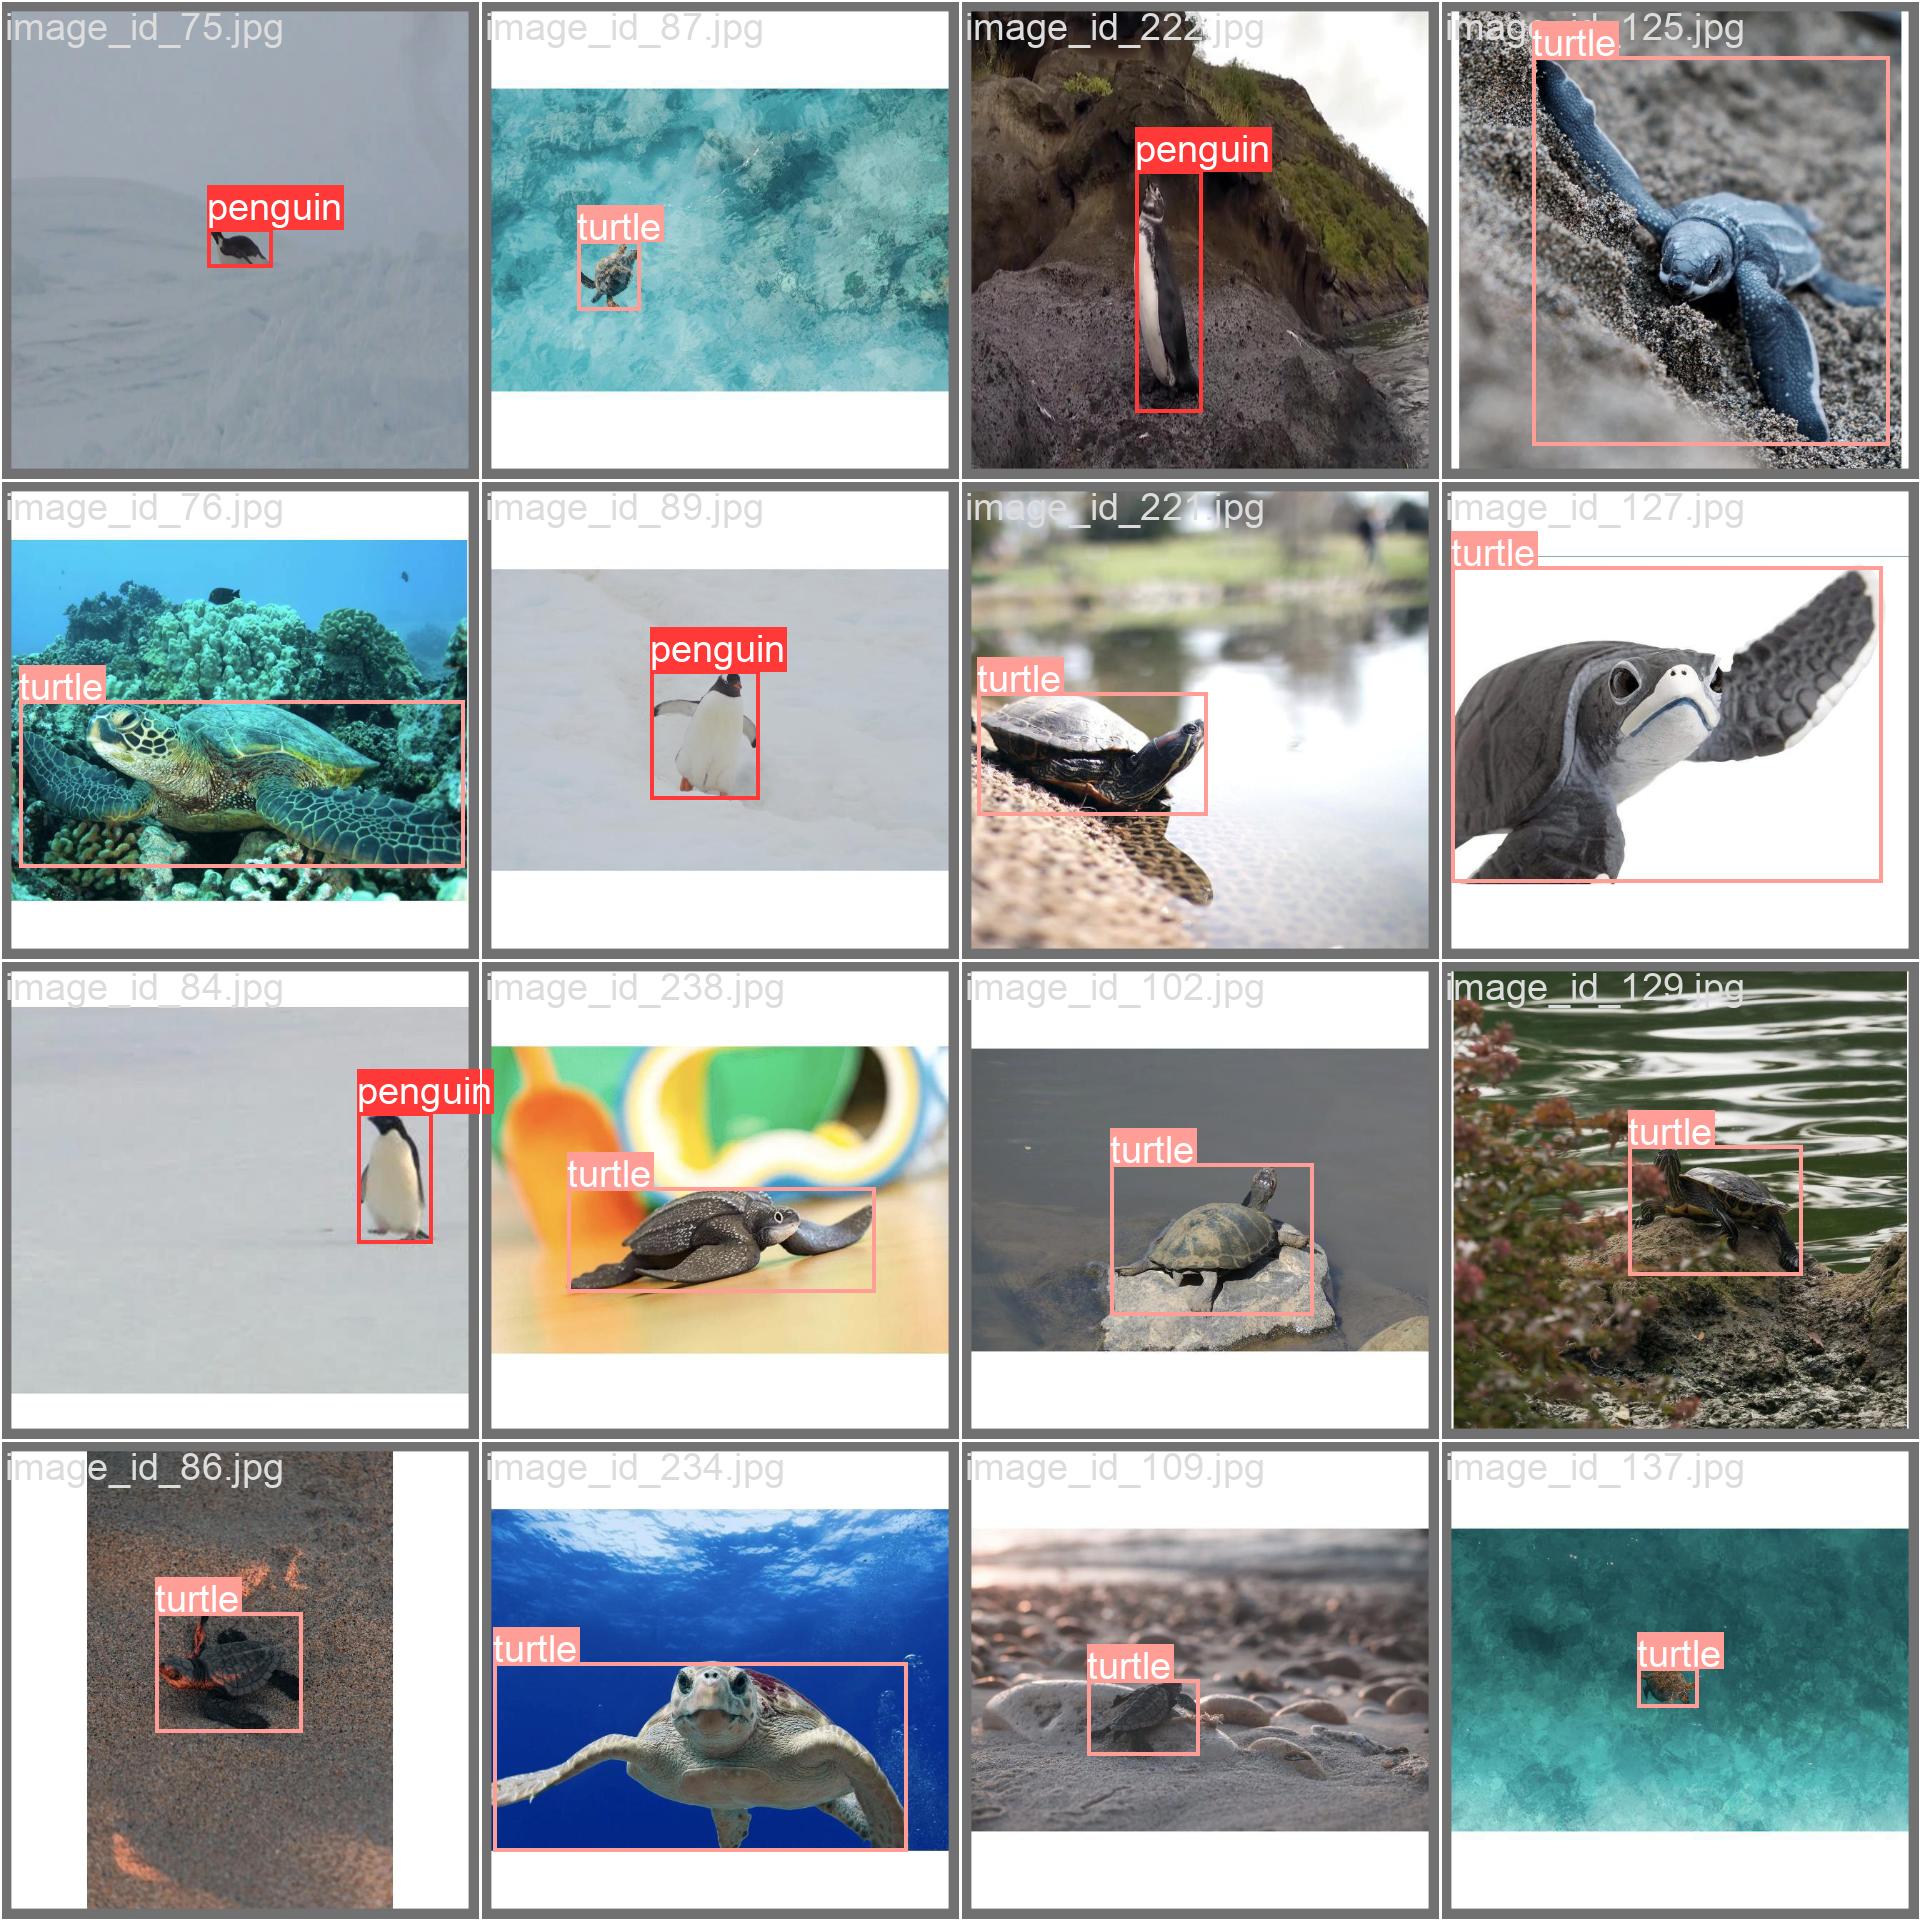 image_id_75.jpg
penguin
image_id_87.jpg
turtle
image_id_222.jpg
penguin
image_id_125.jpg
turtle
image_id_76.jpg
turtle
image_id_89.jpg
penguin
image_id_221.jpg
turtle
image_id_127.jpg
turtle
image_id_84.jpg
penguin
image_id_238.jpg
turtle
image_id_102.jpg
turtle
image_id_129.jpg
turtle
image_id_86.jpg
turtle
image_id_234.jpg
turtle
image_id_109.jpg
turtle
image_id_137.jpg
turtle